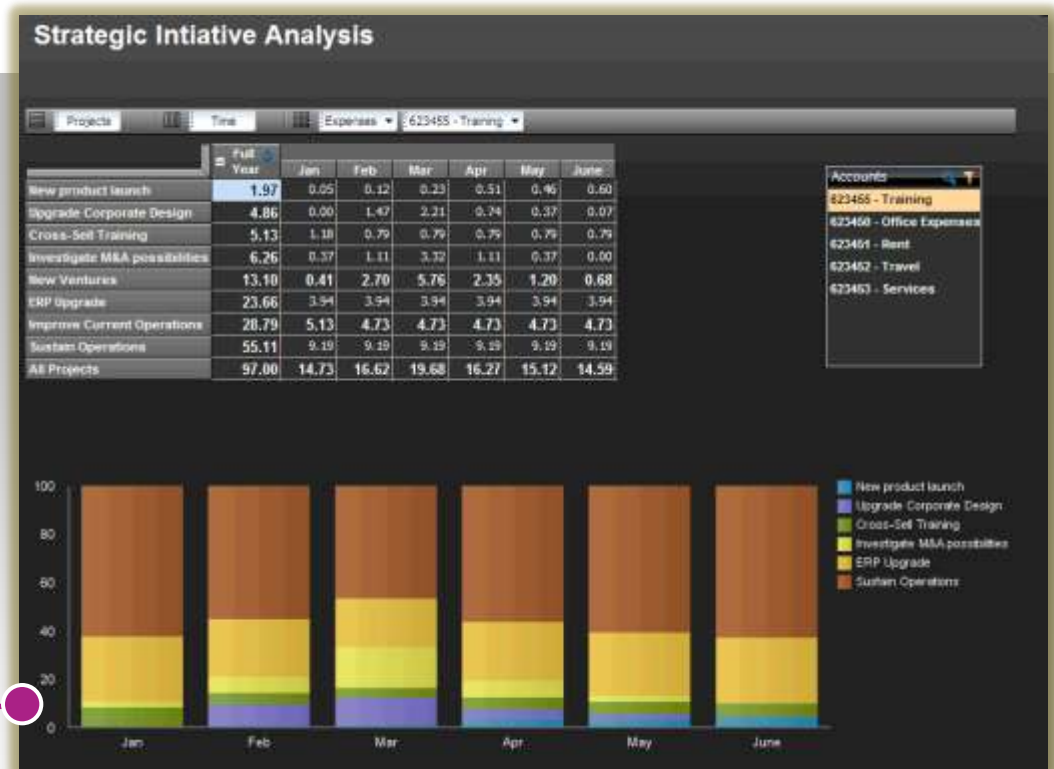 Strategic Intiative Analysis
Projects Time Expenses 623455 - Training
Full Year Jan Feb Mar Apr May June
New product launch 1.97 0.05 0.12 0.23 0.51 0.46 0.60
Upgrade Corporate Design 4.86 0.00 1.47 2.21 0.74 0.37 0.07
Cross-Sell Training 5.13 1.18 0.79 0.79 0.79 0.79 0.79
Investigate M&A possibilities 6.26 0.37 1.11 3.32 1.11 0.37 0.00
New Ventures 13.10 0.41 2.70 5.76 2.35 1.20 0.68
ERP Upgrade 23.66 3.94 3.94 3.94 3.94 3.94 3.94
Improve Current Operations 28.79 5.13 4.73 4.73 4.73 4.73 4.73
Sustain Operations 55.11 9.19 9.19 9.19 9.19 9.19 9.19
All Projects 97.00 14.73 16.62 19.68 16.27 15.12 14.59
Accounts
623455 - Training
623450 - Office Expenses
623451 - Rent
623452 - Travel
623453 - Services
100
80
60
40
20
0
Jan Feb Mar Apr May June
New product launch
Upgrade Corporate Design
Cross-Sell Training
Investigate M&A possibilities
ERP Upgrade
Sustain Operations